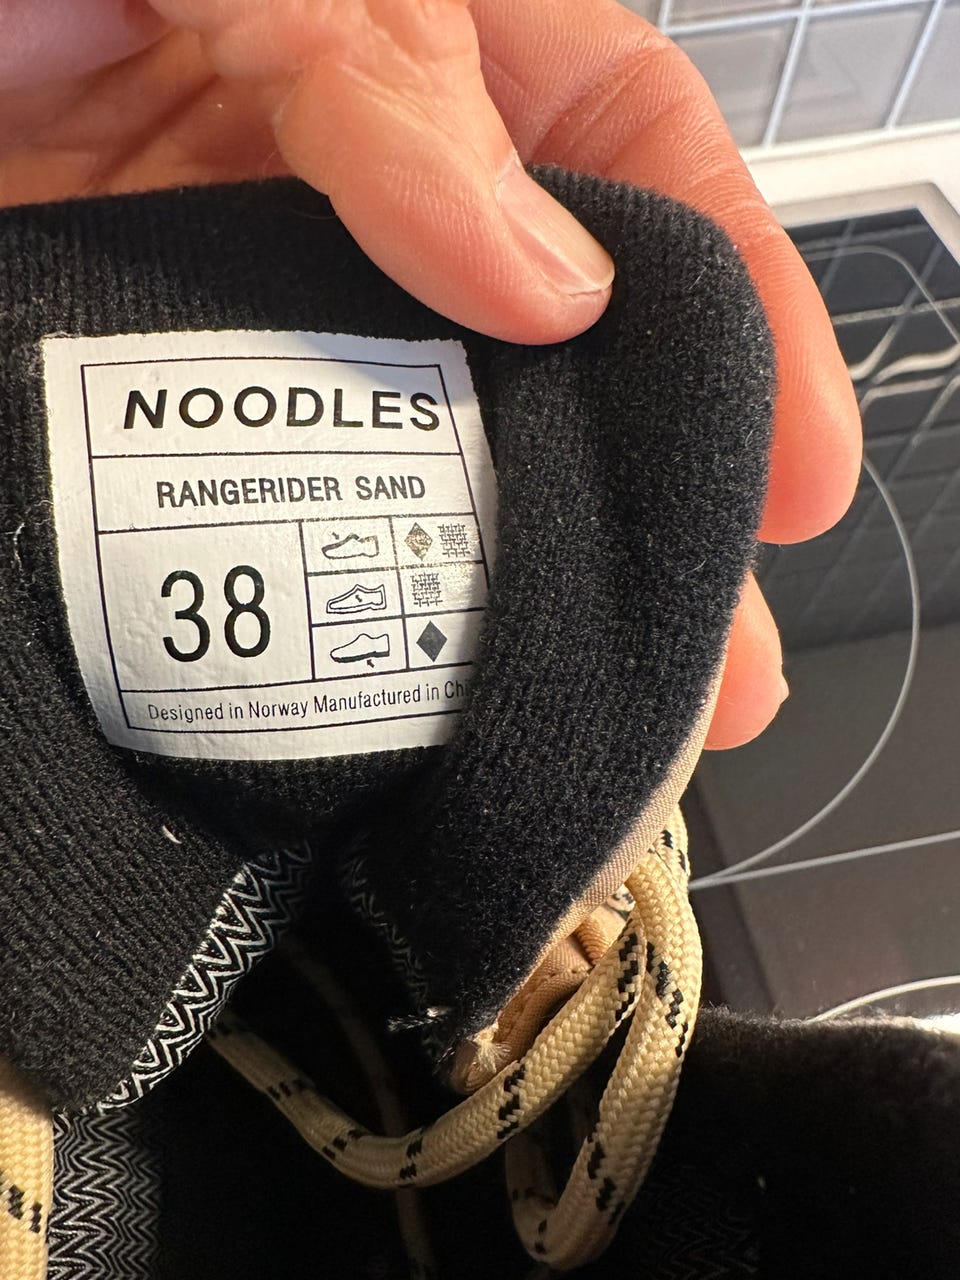 NOODLES
RANGERIDER SAND
38
Designed in Norway Manufactured in